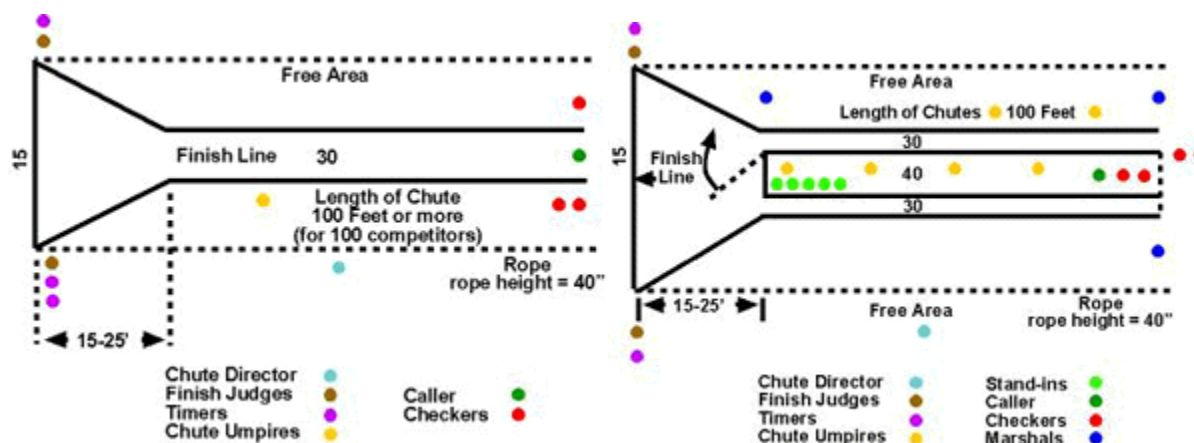 Free Area
15
Finish Line 30
Length of Chute
100 Feet or more
(for 100 competitors)
Rope
rope height = 40”
15-25'
Chute Director
Finish Judges
Timers
Chute Umpires
Caller
Checkers
Free Area
Length of Chutes 100 Feet
30
15
Finish
Line
40
30
15-25'
Free Area
Rope
rope height = 40”
Chute Director
Finish Judges
Timers
Chute Umpires
Stand-ins
Caller
Checkers
Marshals